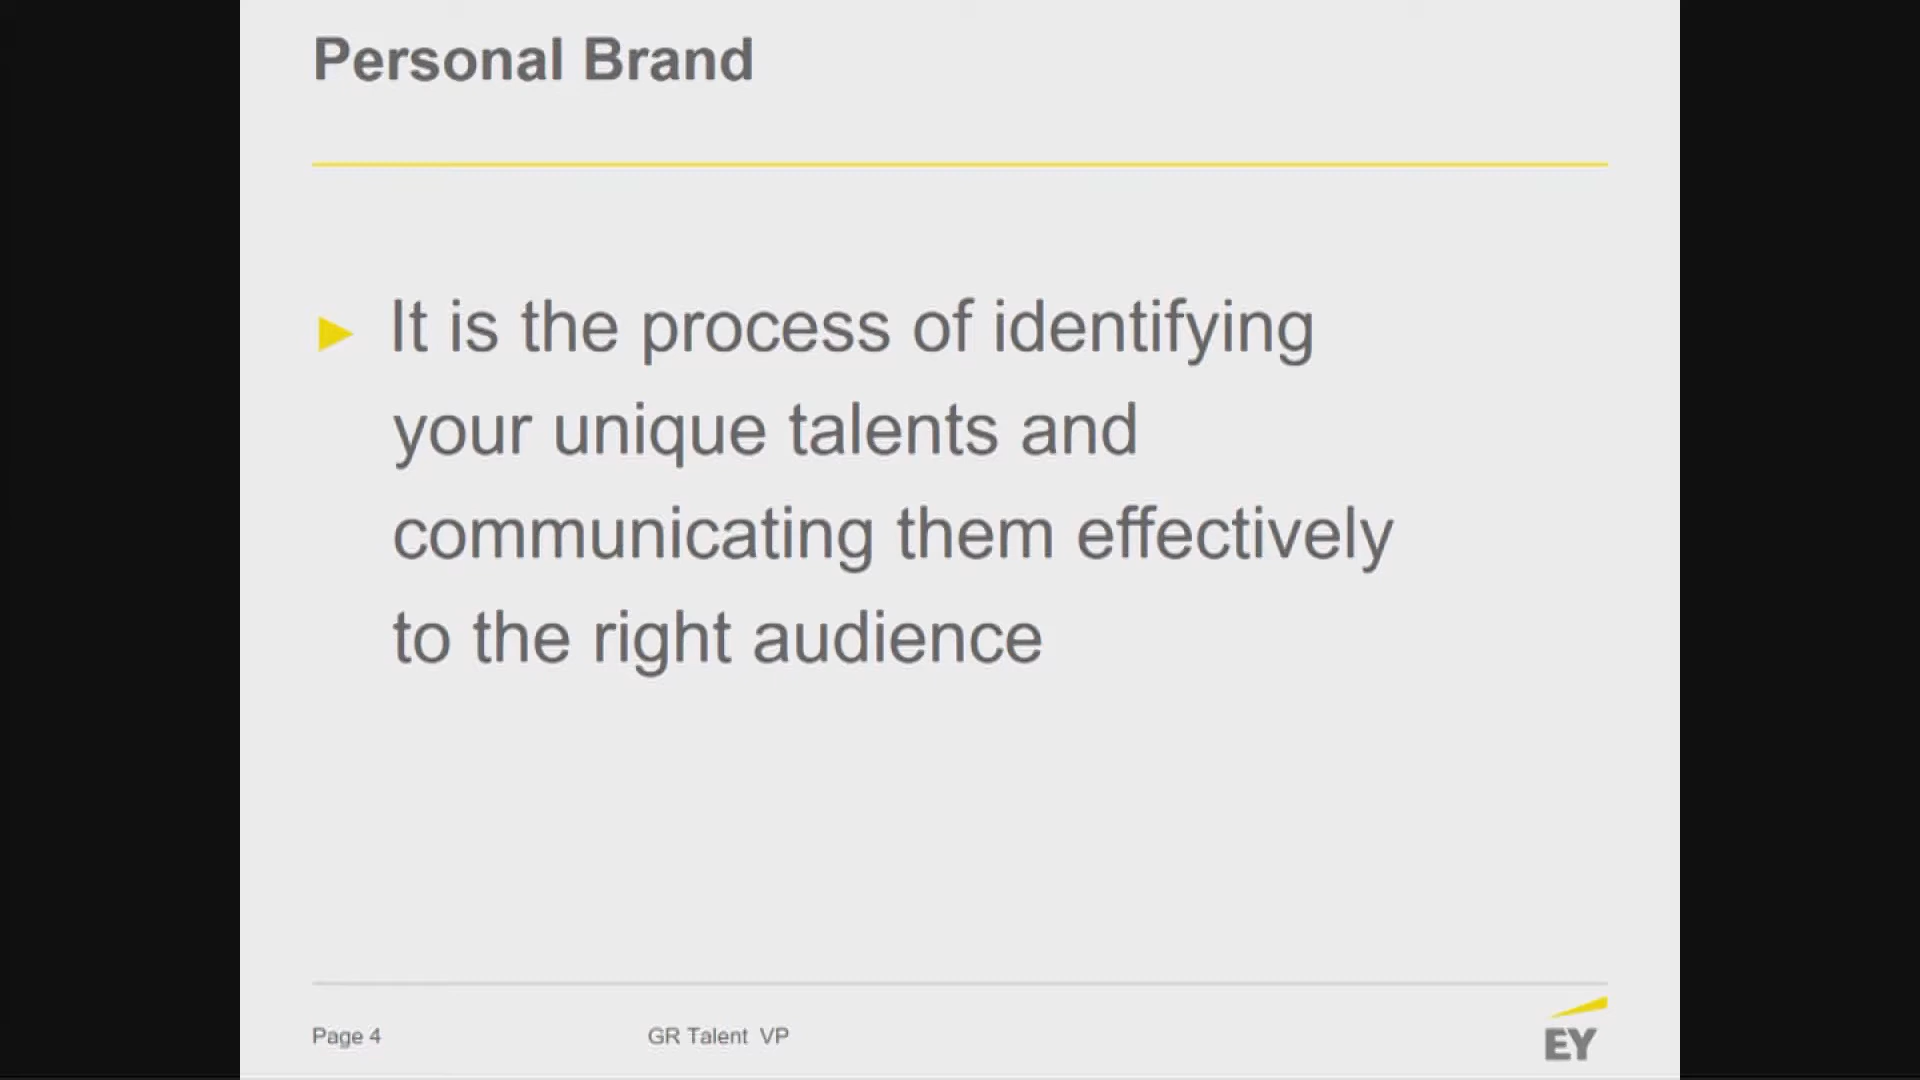 Personal Brand
► It is the process of identifying
your unique talents and
communicating them effectively
to the right audience
Page 4
GR Talent VP
EY